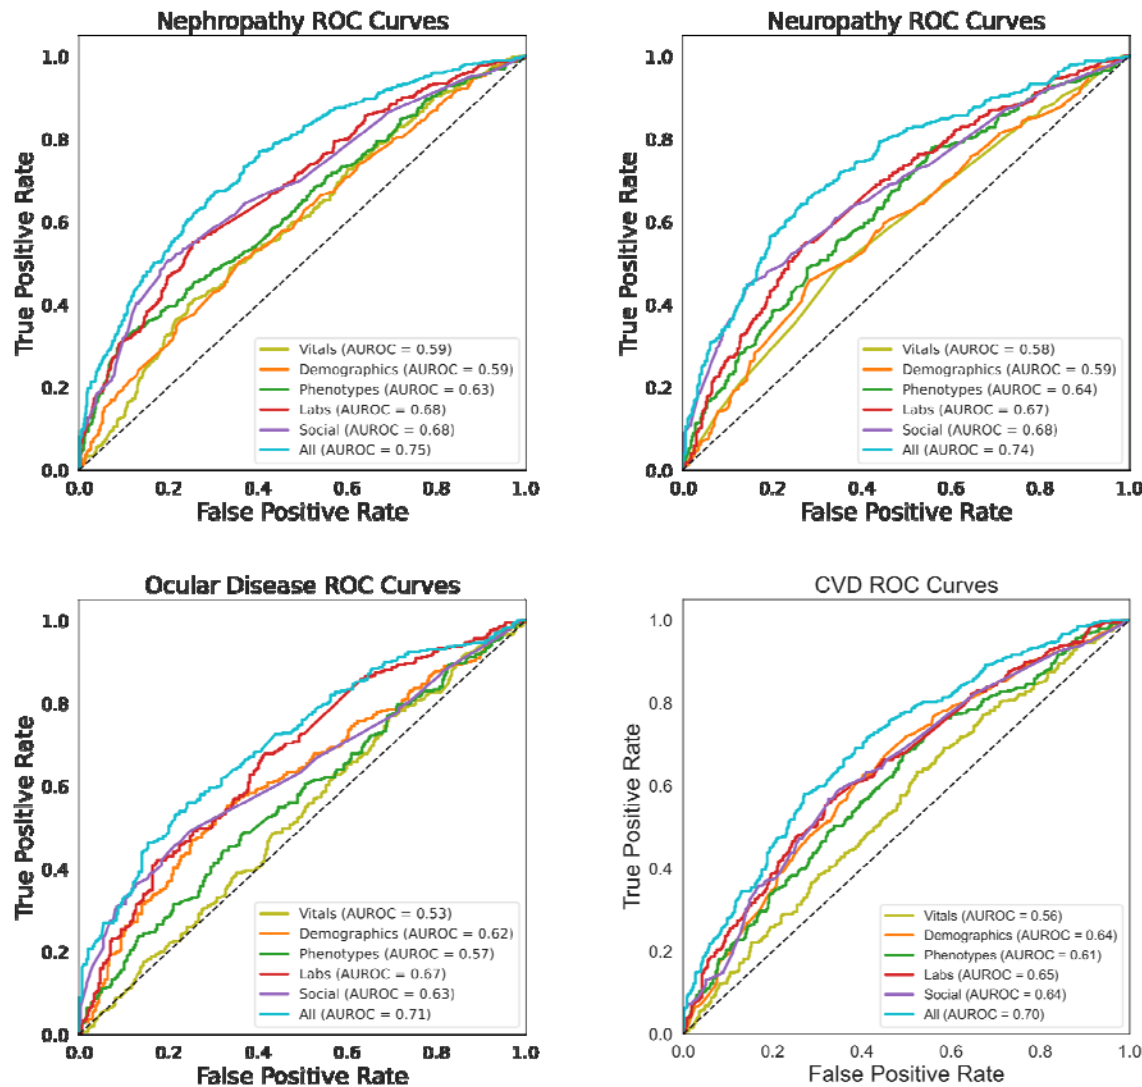 Nephropathy ROC Curves
True Positive Rate
1.0
0.8
0.6
0.4
0.2
0.0
Vitals (AUROC = 0.59)
Demographics (AUROC = 0.59)
Phenotypes (AUROC = 0.63)
Labs (AUROC = 0.68)
Social (AUROC = 0.68)
All (AUROC = 0.75)
0.0 0.2 0.4 0.6 0.8 1.0
False Positive Rate
Neuropathy ROC Curves
True Positive Rate
1.0
0.8
0.6
0.4
0.2
0.0
Vitals (AUROC = 0.58)
Demographics (AUROC = 0.59)
Phenotypes (AUROC = 0.64)
Labs (AUROC = 0.67)
Social (AUROC = 0.68)
All (AUROC = 0.74)
0.0 0.2 0.4 0.6 0.8 1.0
False Positive Rate
Ocular Disease ROC Curves
True Positive Rate
1.0
0.8
0.6
0.4
0.2
0.0
Vitals (AUROC = 0.53)
Demographics (AUROC = 0.62)
Phenotypes (AUROC = 0.57)
Labs (AUROC = 0.67)
Social (AUROC = 0.63)
All (AUROC = 0.71)
0.0 0.2 0.4 0.6 0.8 1.0
False Positive Rate
CVD ROC Curves
True Positive Rate
1.0
0.8
0.6
0.4
0.2
0.0
Vitals (AUROC = 0.56)
Demographics (AUROC = 0.64)
Phenotypes (AUROC = 0.61)
Labs (AUROC = 0.65)
Social (AUROC = 0.64)
All (AUROC = 0.70)
0.0 0.2 0.4 0.6 0.8 1.0
False Positive Rate